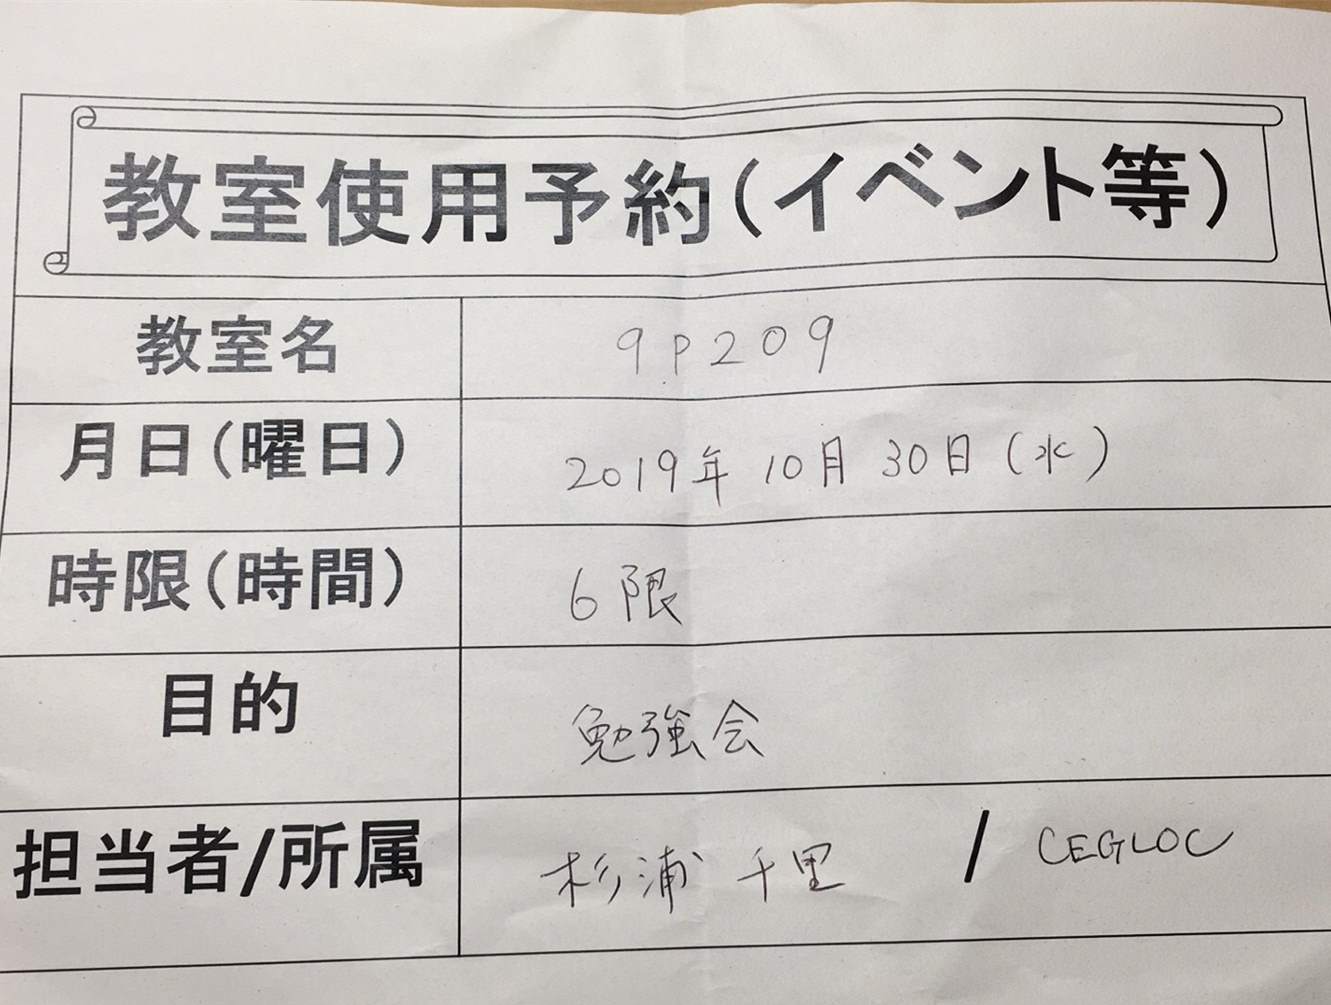 教室使用予約(イベント等)
教室名 9P209
月日(曜日) 2019年 10月 30日(水)
時限(時間) 6限
目的 勉強会
担当者/所属 杉浦 千里 / CEGLOC